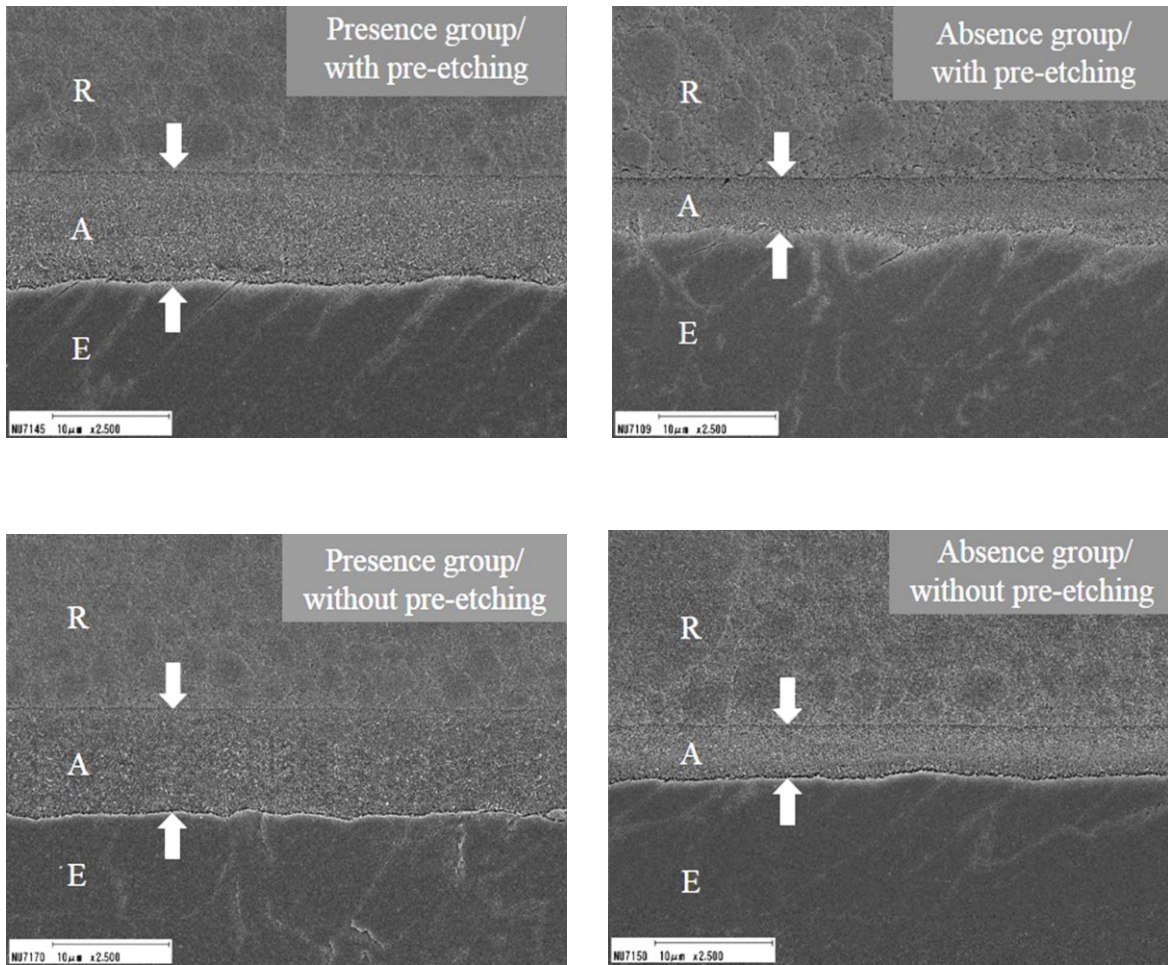 Presence group/
with pre-etching
R
A
E
NU7145 10μm x2.500
Absence group/
with pre-etching
R
A
E
NU7109 10μm x2.500
Presence group/
without pre-etching
R
A
E
NU7170 10μm x2.500
Absence group/
without pre-etching
R
A
E
NU7150 10μm x2.500